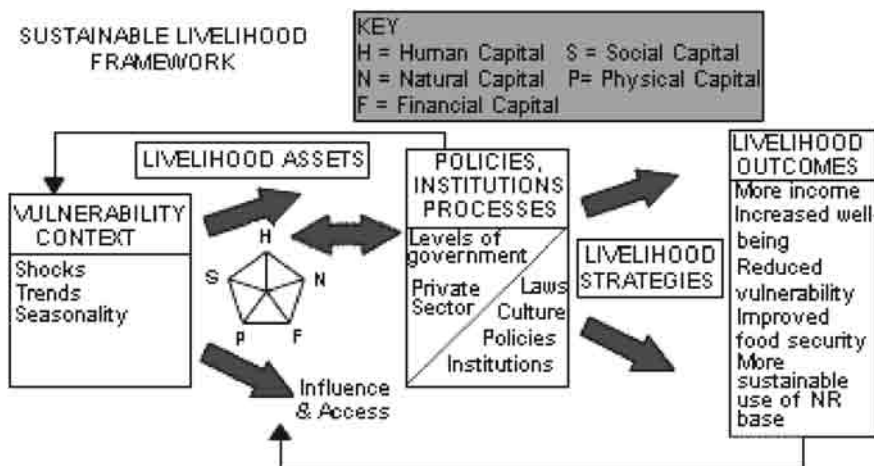 SUSTAINABLE LIVELIHOOD
FRAMEWORK
KEY
H = Human Capital S = Social Capital
N = Natural Capital P= Physical Capital
F = Financial Capital
LIVELIHOOD ASSETS
VULNERABILITY
CONTEXT
Shocks
Trends
Seasonality
H
S
N
P
F
Influence
& Access
POLICIES,
INSTITUTIONS
PROCESSES
Levels of
government
Private
Sector
Laws
Culture
Policies
Institutions
LIVELIHOOD
STRATEGIES
LIVELIHOOD
OUTCOMES
More income
Increased well-
being
Reduced
vulnerability
Improved
food security
More
sustainable
use of NR
base